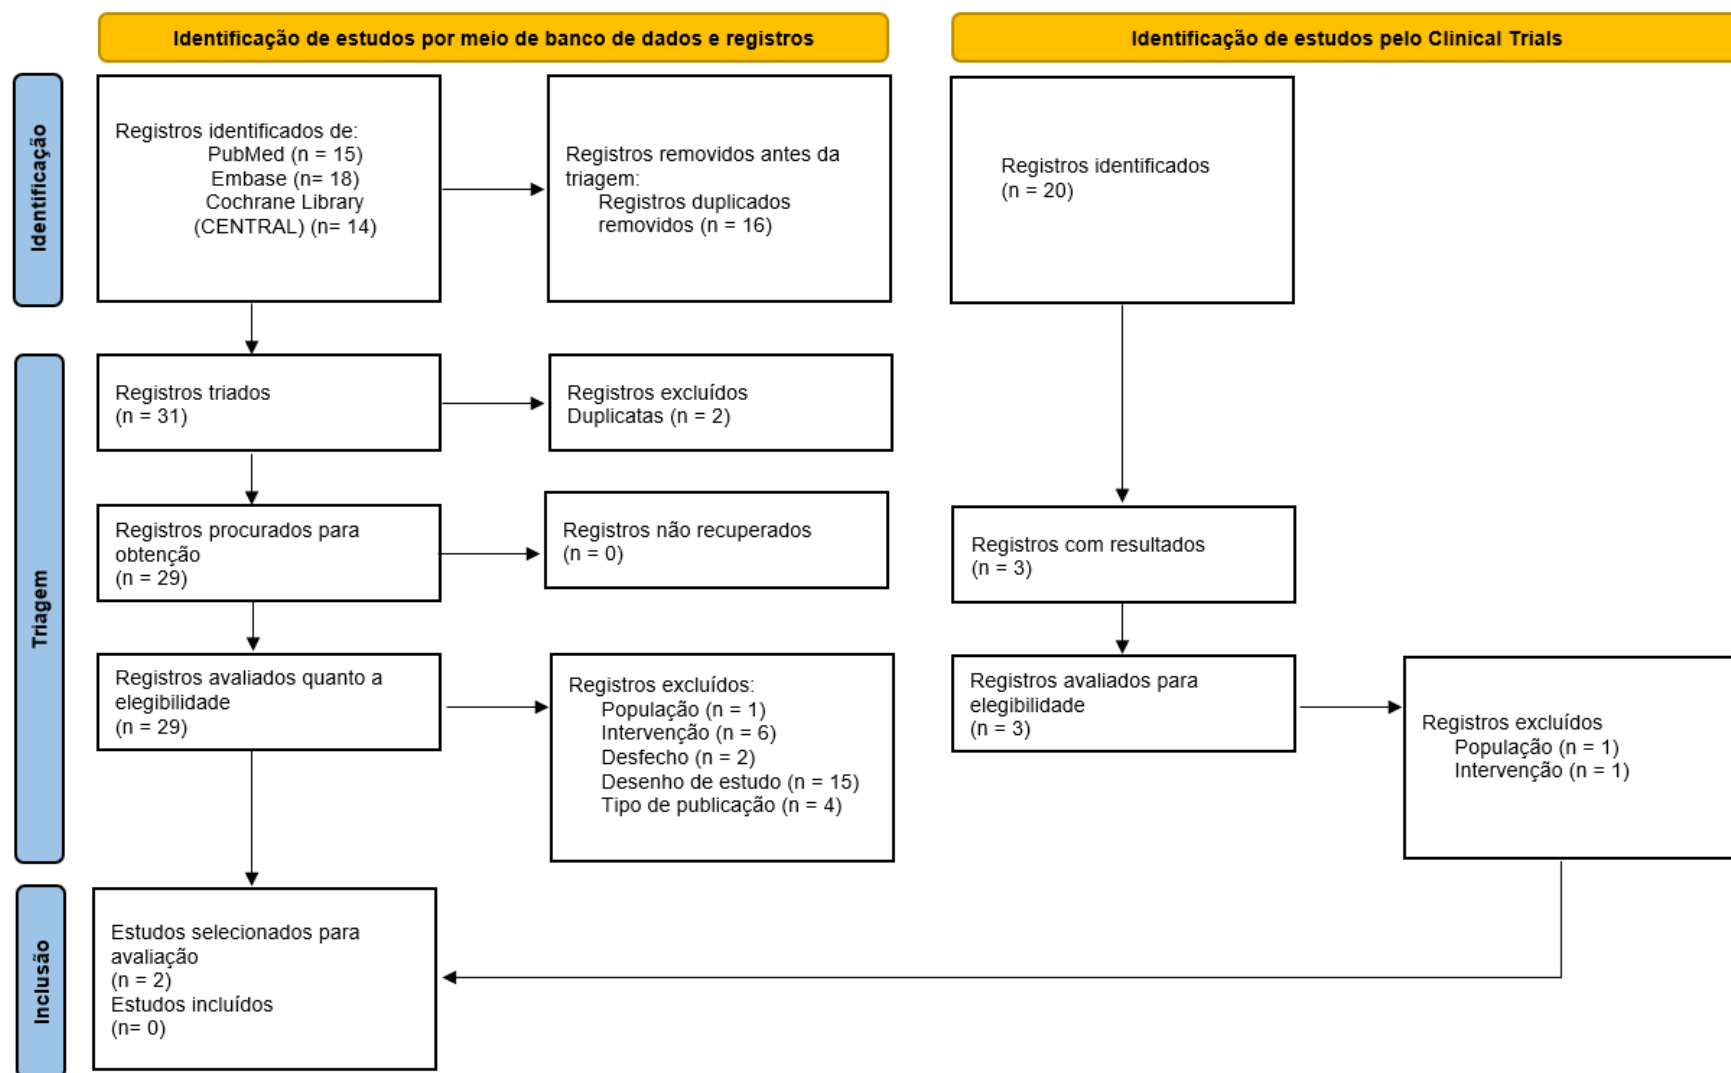 Identificação de estudos por meio de banco de dados e registros
Identificação de estudos pelo Clinical Trials
Identificação
Registros identificados de:
PubMed (n = 15)
Embase (n= 18)
Cochrane Library
(CENTRAL) (n= 14)
Registros removidos antes da
triagem:
Registros duplicados
removidos (n = 16)
Registros identificados
(n = 20)
Triagem
Registros triados
(n = 31)
Registros excluídos
Duplicatas (n = 2)
Registros procurados para
obtenção
(n = 29)
Registros não recuperados
(n = 0)
Registros com resultados
(n = 3)
Registros avaliados quanto a
elegibilidade
(n = 29)
Registros excluídos:
População (n = 1)
Intervenção (n = 6)
Desfecho (n = 2)
Desenho de estudo (n = 15)
Tipo de publicação (n = 4)
Registros avaliados para
elegibilidade
(n = 3)
Registros excluídos
População (n = 1)
Intervenção (n = 1)
Inclusão
Estudos selecionados para
avaliação
(n = 2)
Estudos incluídos
(n= 0)